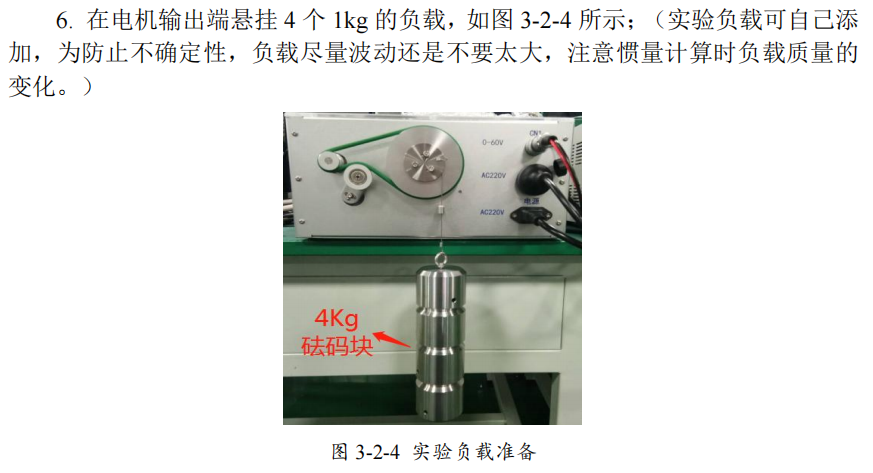 6. 在电机输出端悬挂 4 个 1kg 的负载，如图 3-2-4 所示；（实验负载可自己添
加，为防止不确定性，负载尽量波动还是不要太大，注意惯量计算时负载质量的
变化。）
CN1
0-60V
AC220V
电源
AC220V
4Kg
砝码块
图 3-2-4 实验负载准备